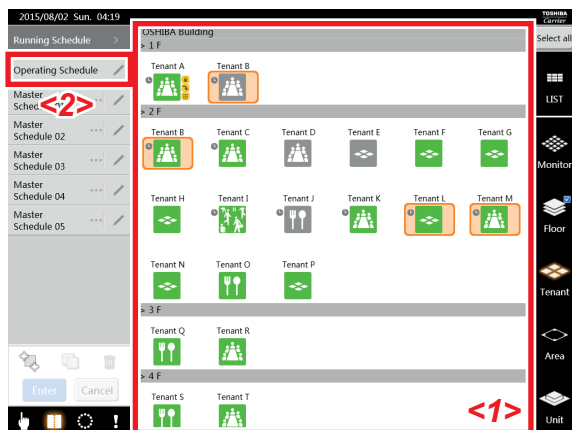 2015/08/02 Sun. 04:19
TOSHIBA
Carrier
Running Schedule >
Select all
OSHIBA Building
> 1 F
Operating Schedule
Tenant A Tenant B
LIST
Master
<2>
> 2 F
Master
Schedule 02 ...
Tenant B Tenant C Tenant D Tenant E Tenant F Tenant G
Monitor
Master
Schedule 03 ...
Master
Schedule 04 ...
Tenant H Tenant I Tenant J Tenant K Tenant L Tenant M
Floor
Master
Schedule 05 ...
Tenant N Tenant O Tenant P
Tenant
> 3 F
Tenant Q Tenant R
Area
> 4 F
Enter Cancel
Tenant S Tenant T
<1>
Unit